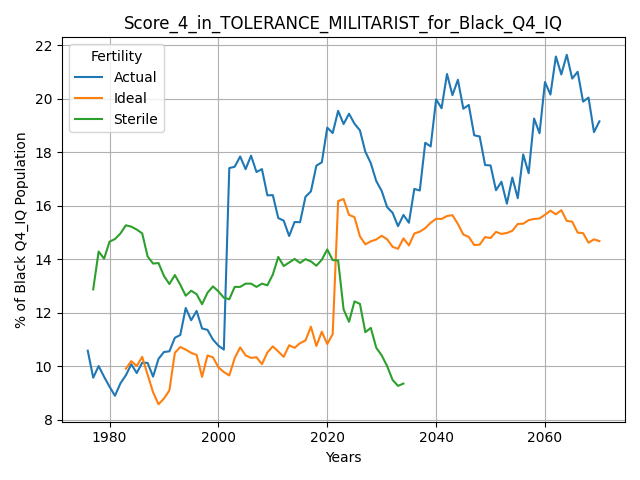 Score_4_in_TOLERANCE_MILITARIST_for_Black_Q4_IQ
Fertility
Actual
Ideal
Sterile
% of Black Q4_IQ Population
22
20
18
16
14
12
10
8
1980
2000
2020
2040
2060
Years